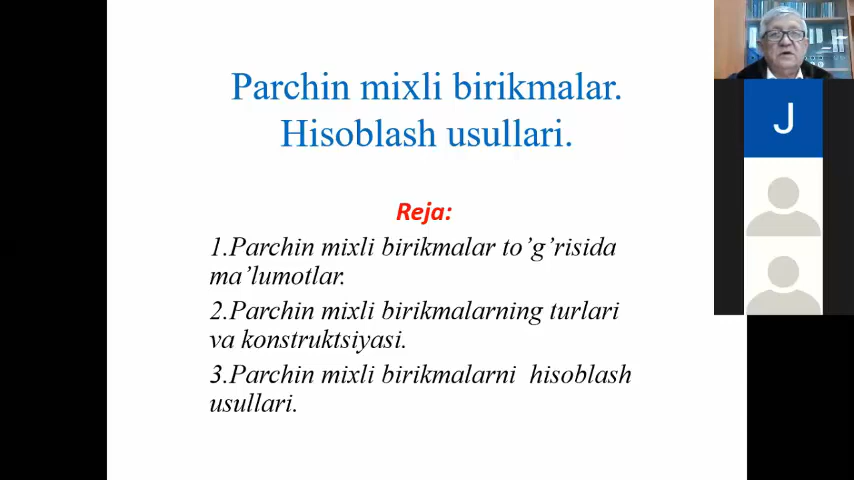 Parchin mixli birikmalar.
Hisoblash usullari.
Reja:
1.Parchin mixli birikmalar to’g’risida
ma’lumotlar.
2.Parchin mixli birikmalarning turlari
va konstruktsiyasi.
3.Parchin mixli birikmalarni  hisoblash
usullari.
J